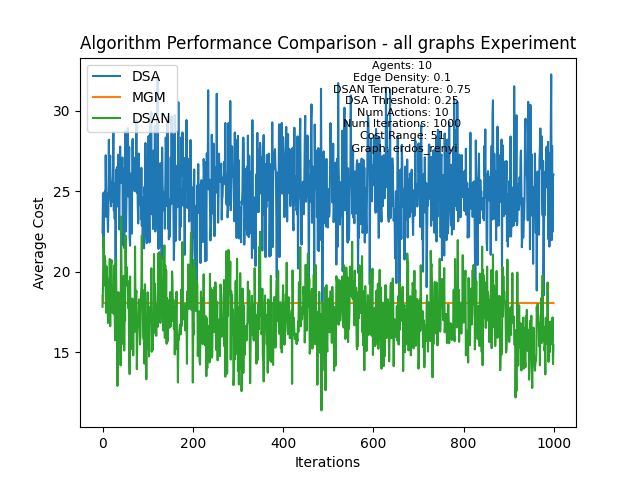 Algorithm Performance Comparison - all graphs Experiment
DSA
MGM
DSAN
Agents: 10
Edge Density: 0.1
DSAN Temperature: 0.75
DSA Threshold: 0.25
Num Actions: 10
Num Iterations: 1000
Cost Range: 51
Graph: erdos_renyi
Average Cost
30
25
20
15
0
200
400
600
800
1000
Iterations